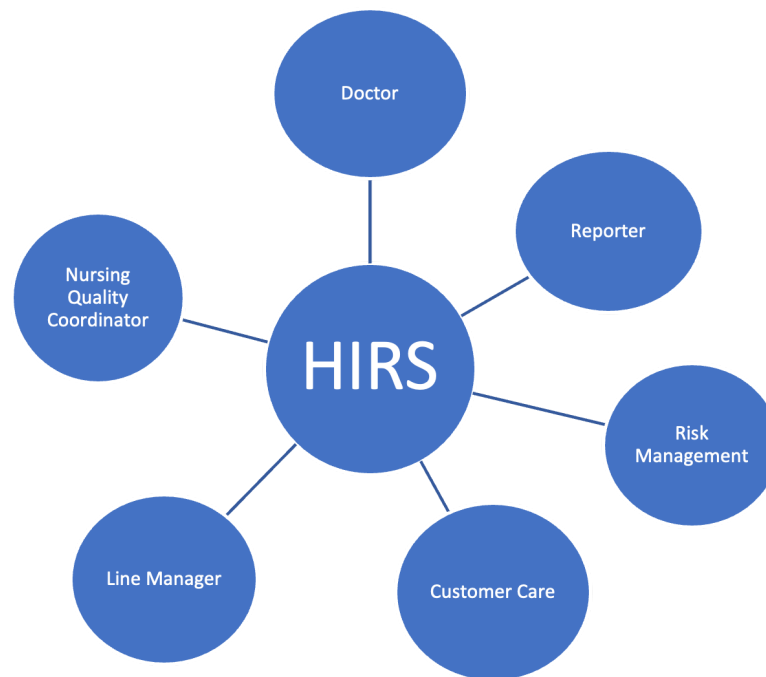 Doctor
Reporter
Nursing
Quality
Coordinator
HIRS
Risk
Management
Line Manager
Customer Care